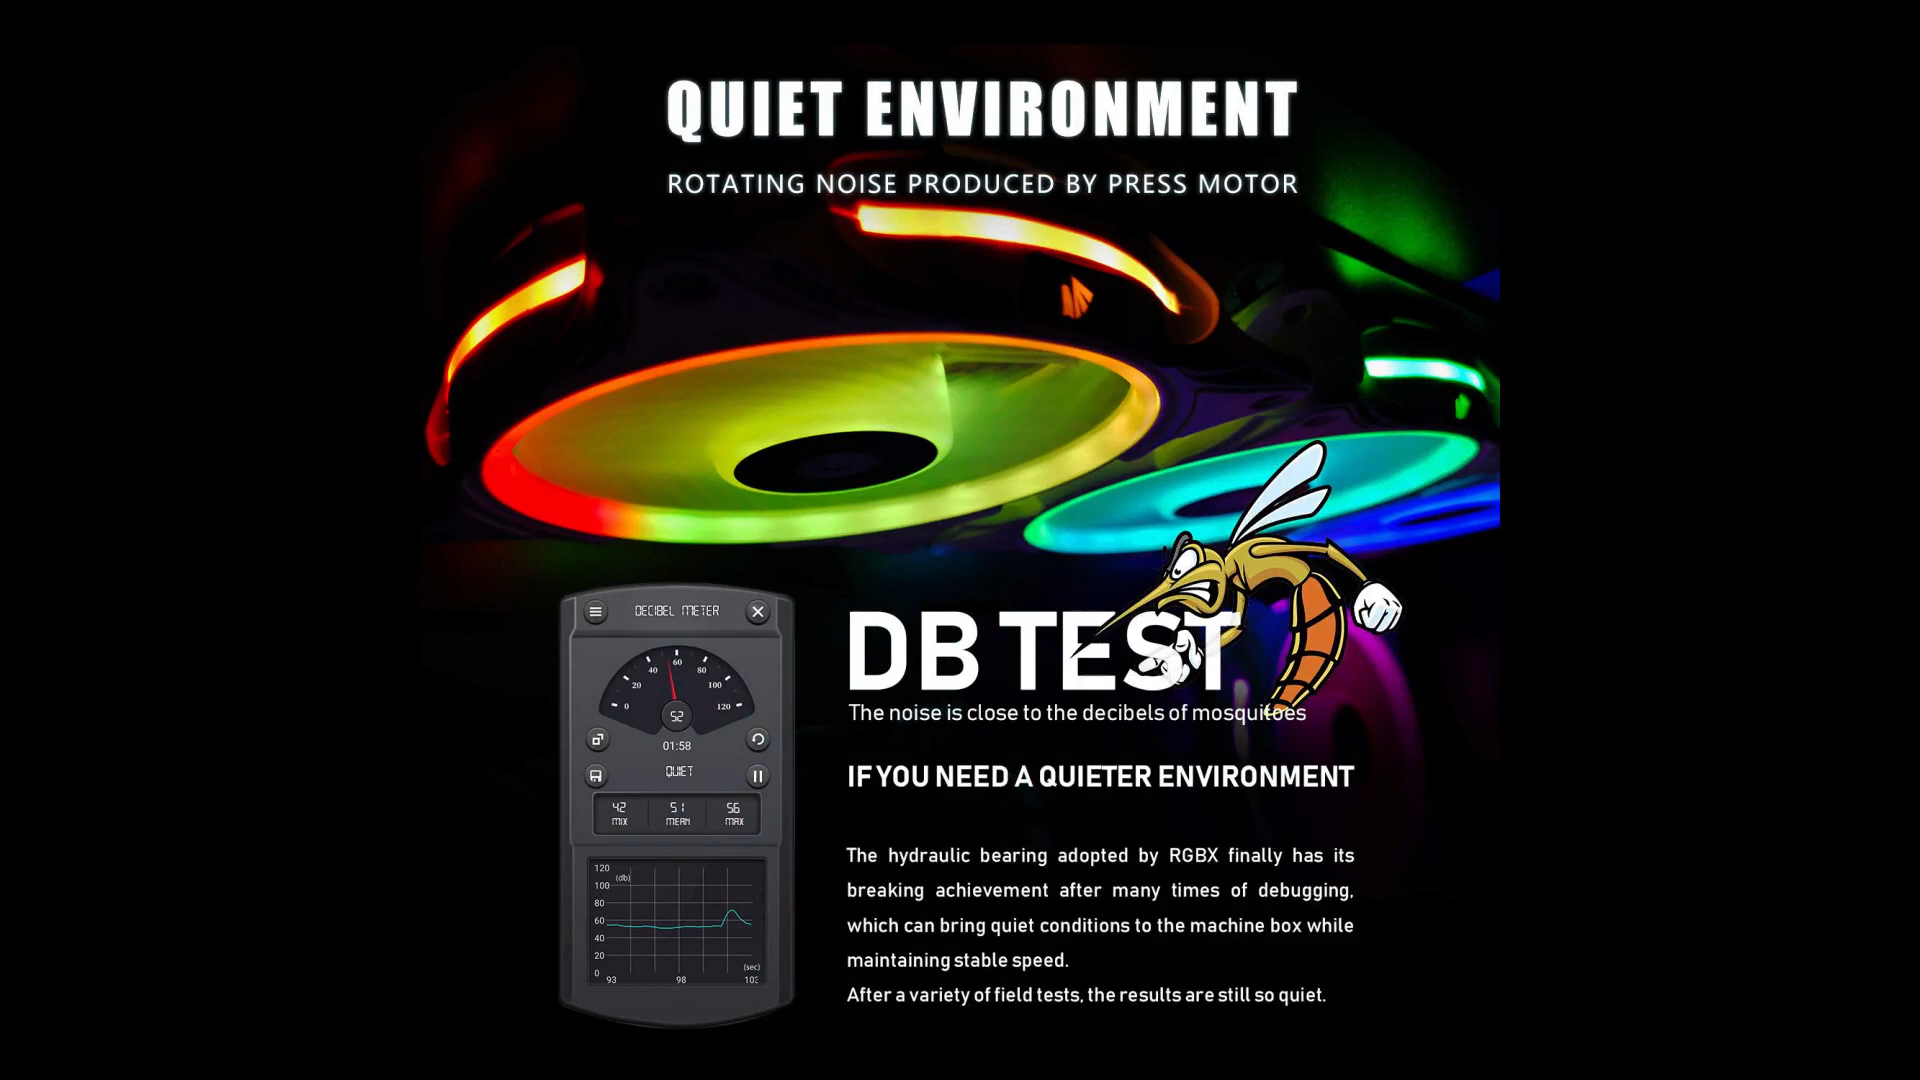 QUIET ENVIRONMENT
ROTATING NOISE PRODUCED BY PRESS MOTOR
DECIBEL METER
0 20 40 60 80 100 120
52
01:58
QUIET
42 51 56
MIX MEAN MAX
120
(db)
100
80
60
40
20
0
(sec)
93 98 103
DB TEST
The noise is close to the decibels of mosquitoes
IF YOU NEED A QUIETER ENVIRONMENT
The hydraulic bearing adopted by RGBX finally has its
breaking achievement after many times of debugging,
which can bring quiet conditions to the machine box while
maintaining stable speed.
After a variety of field tests, the results are still so quiet.